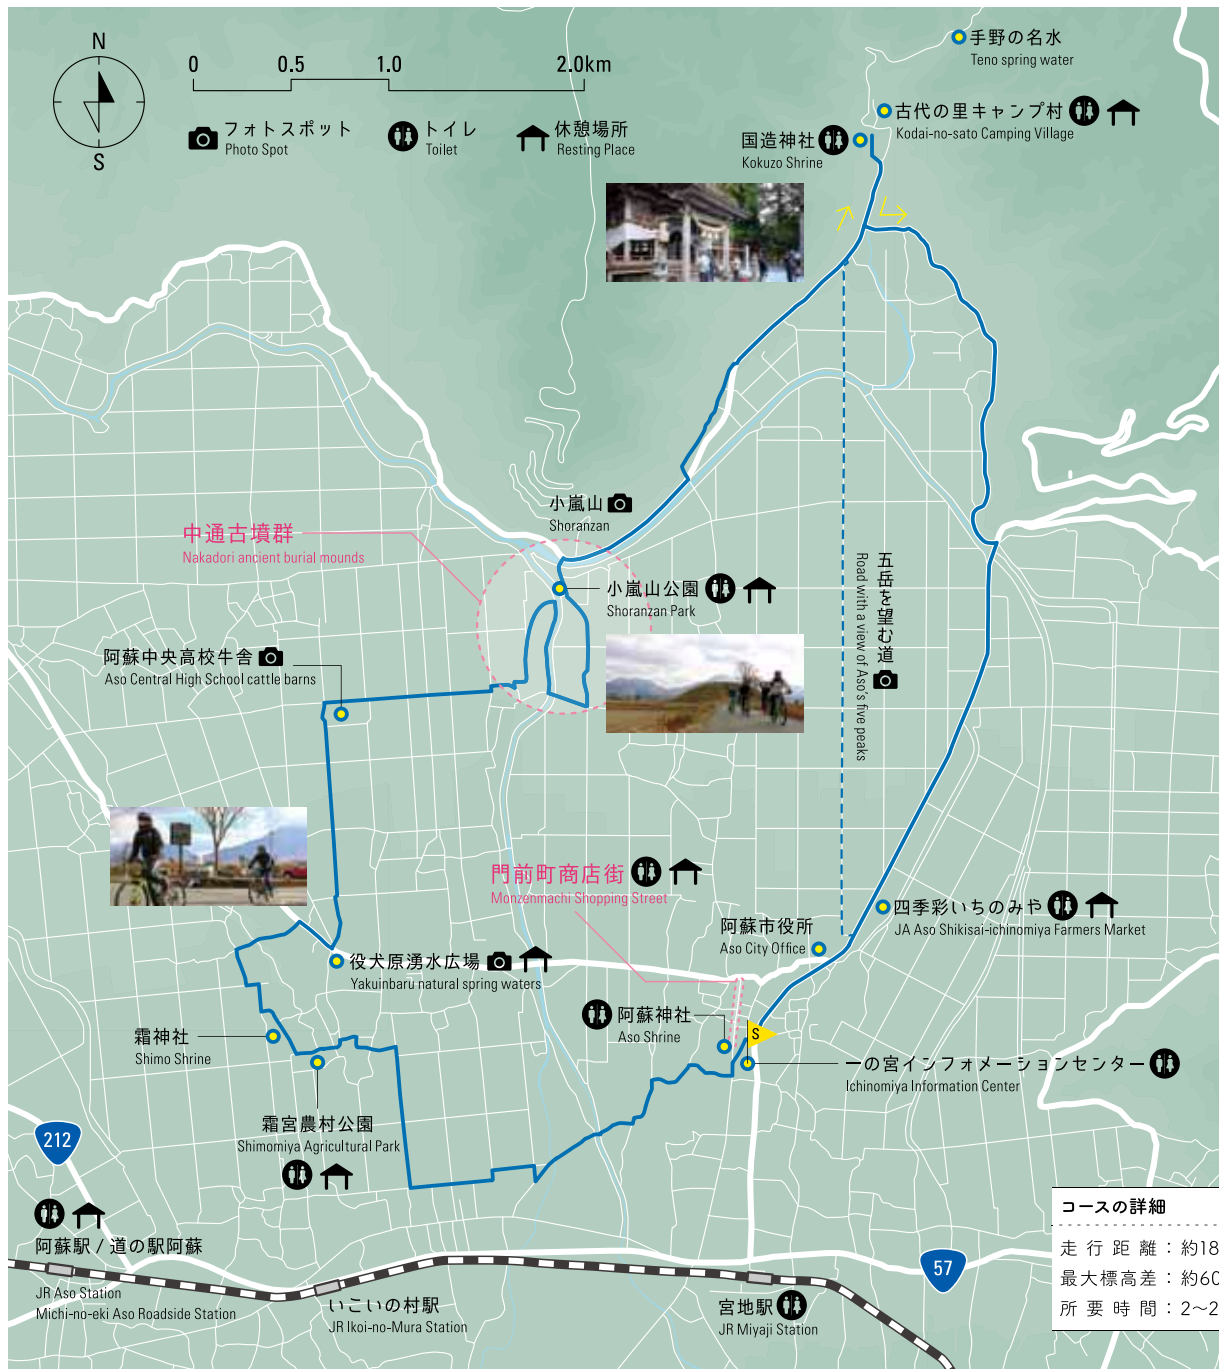 N
S
0 0.5 1.0 2.0km
フォトスポット
Photo Spot
トイレ
Toilet
休憩場所
Resting Place
手野の名水
Teno spring water
古代の里キャンプ村
Kodai-no-sato Camping Village
国造神社
Kokuzo Shrine
小嵐山
Shoranzan
中通古墳群
Nakadori ancient burial mounds
小嵐山公園
Shoranzan Park
五岳を望む道
Road with a view of Aso's five peaks
阿蘇中央高校牛舎
Aso Central High School cattle barns
門前町商店街
Monzenmachi Shopping Street
四季彩いちのみや
JA Aso Shikisai-ichinomiya Farmers Market
阿蘇市役所
Aso City Office
役犬原湧水広場
Yakuinbaru natural spring waters
阿蘇神社
Aso Shrine
S
霜神社
Shimo Shrine
一の宮インフォメーションセンター
Ichinomiya Information Center
霜宮農村公園
Shimomiya Agricultural Park
212
阿蘇駅 / 道の駅阿蘇
JR Aso Station
Michi-no-eki Aso Roadside Station
いこいの村駅
JR Ikoi-no-Mura Station
宮地駅
JR Miyaji Station
57
コースの詳細
走行距離：約18
最大標高差：約60
所要時間：2〜2